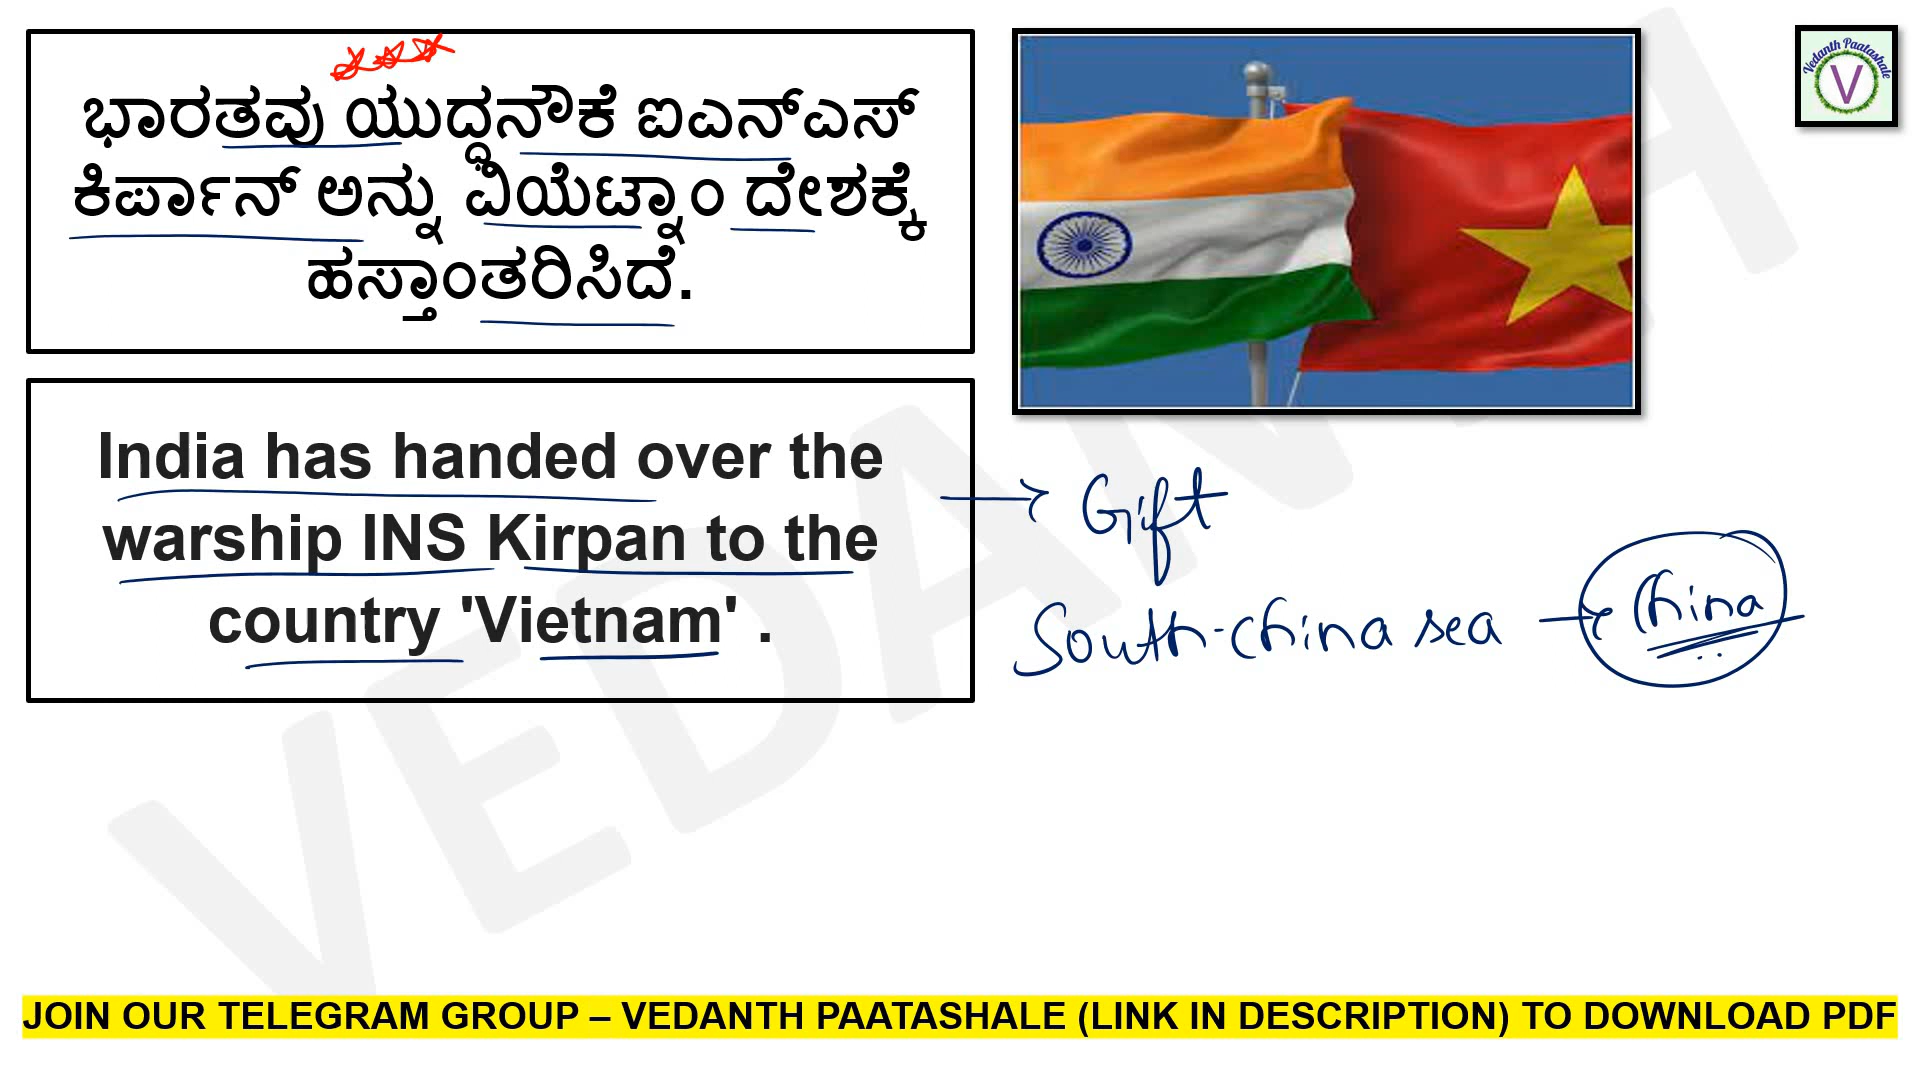 ಭಾರತವು ಯುದ್ಧನೌಕೆ ಐಎನ್ಎಸ್
ಕಿರ್ಪಾನ್ ಅನ್ನು ವಿಯೆಟ್ನಾಂ ದೇಶಕ್ಕೆ
ಹಸ್ತಾಂತರಿಸಿದೆ.
India has handed over the
warship INS Kirpan to the
country 'Vietnam' .
Gift
South-china sea
China
Vedanth Paatashale
V
VEDANTH
JOIN OUR TELEGRAM GROUP – VEDANTH PAATASHALE (LINK IN DESCRIPTION) TO DOWNLOAD PDF